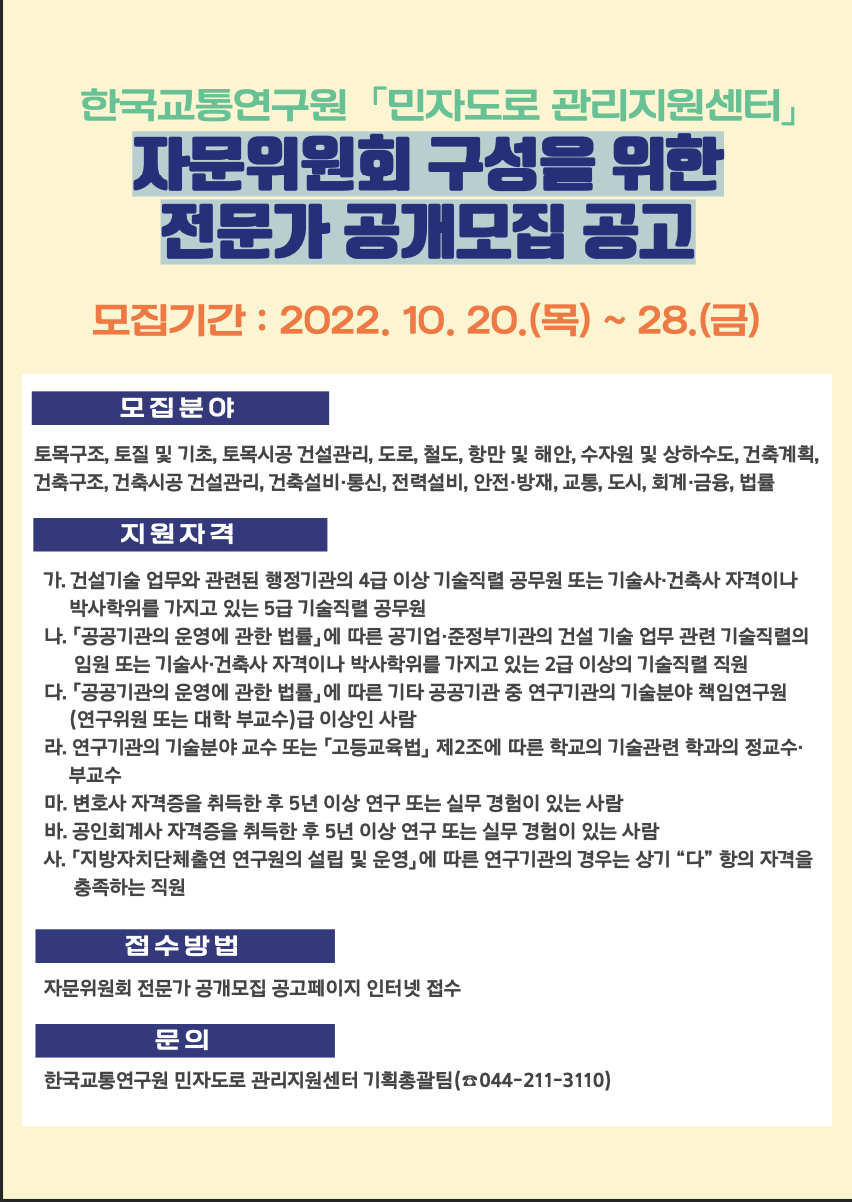 한국교통연구원 「민자도로 관리지원센터」
자문위원회 구성을 위한
전문가 공개모집 공고
모집기간 : 2022. 10. 20.(목) ~ 28.(금)
모집분야
토목구조, 토질 및 기초, 토목시공 건설관리, 도로, 철도, 항만 및 해안, 수자원 및 상하수도, 건축계획,
건축구조, 건축시공 건설관리, 건축설비·통신, 전력설비, 안전·방재, 교통, 도시, 회계·금융, 법률
지원자격
가. 건설기술 업무와 관련된 행정기관의 4급 이상 기술직렬 공무원 또는 기술사·건축사 자격이나
박사학위를 가지고 있는 5급 기술직렬 공무원
나. 「공공기관의 운영에 관한 법률」에 따른 공기업·준정부기관의 건설 기술 업무 관련 기술직렬의
임원 또는 기술사·건축사 자격이나 박사학위를 가지고 있는 2급 이상의 기술직렬 직원
다. 「공공기관의 운영에 관한 법률」에 따른 기타 공공기관 중 연구기관의 기술분야 책임연구원
(연구위원 또는 대학 부교수)급 이상인 사람
라. 연구기관의 기술분야 교수 또는 「고등교육법」 제2조에 따른 학교의 기술관련 학과의 정교수·
부교수
마. 변호사 자격증을 취득한 후 5년 이상 연구 또는 실무 경험이 있는 사람
바. 공인회계사 자격증을 취득한 후 5년 이상 연구 또는 실무 경험이 있는 사람
사. 「지방자치단체출연 연구원의 설립 및 운영」에 따른 연구기관의 경우는 상기 “다” 항의 자격을
충족하는 직원
접수방법
자문위원회 전문가 공개모집 공고페이지 인터넷 접수
문의
한국교통연구원 민자도로 관리지원센터 기획총괄팀(☎044-211-3110)